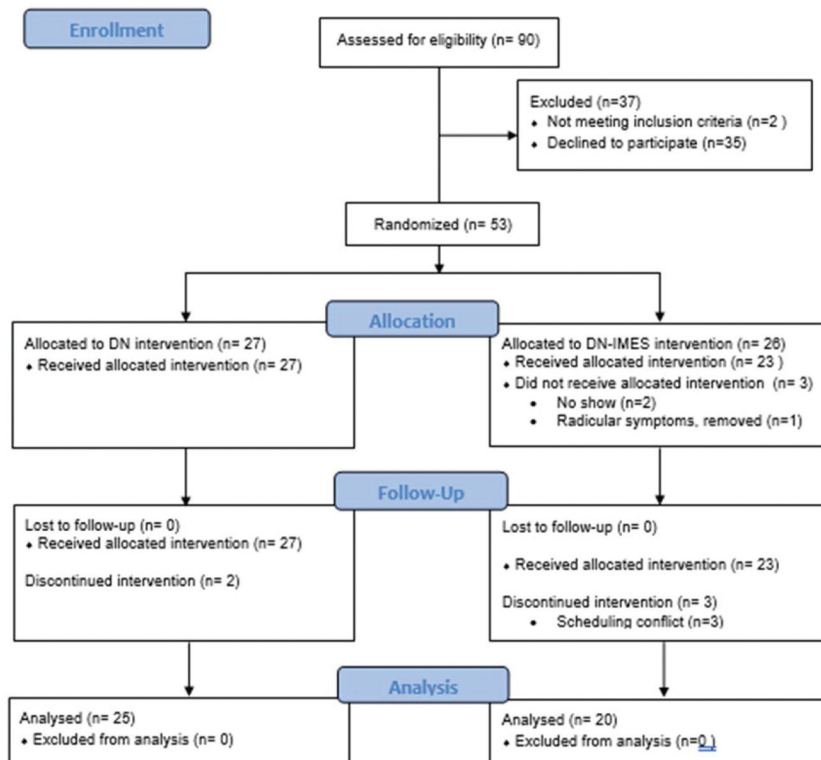 Enrollment
Assessed for eligibility (n= 90)
Excluded (n=37)
♦ Not meeting inclusion criteria (n=2 )
♦ Declined to participate (n=35)
Randomized (n= 53)
Allocation
Allocated to DN intervention (n= 27)
♦ Received allocated intervention (n= 27)
Allocated to DN-IMES intervention (n= 26)
♦ Received allocated intervention (n= 23 )
♦ Did not receive allocated intervention (n= 3)
• No show (n=2)
• Radicular symptoms, removed (n=1)
Follow-Up
Lost to follow-up (n= 0)
♦ Received allocated intervention (n= 27)
Discontinued intervention (n= 2)
Lost to follow-up (n= 0)
♦ Received allocated intervention (n= 23)
Discontinued intervention (n= 3)
• Scheduling conflict (n=3)
Analysis
Analysed (n= 25)
♦ Excluded from analysis (n= 0)
Analysed (n= 20)
♦ Excluded from analysis (n=0 )